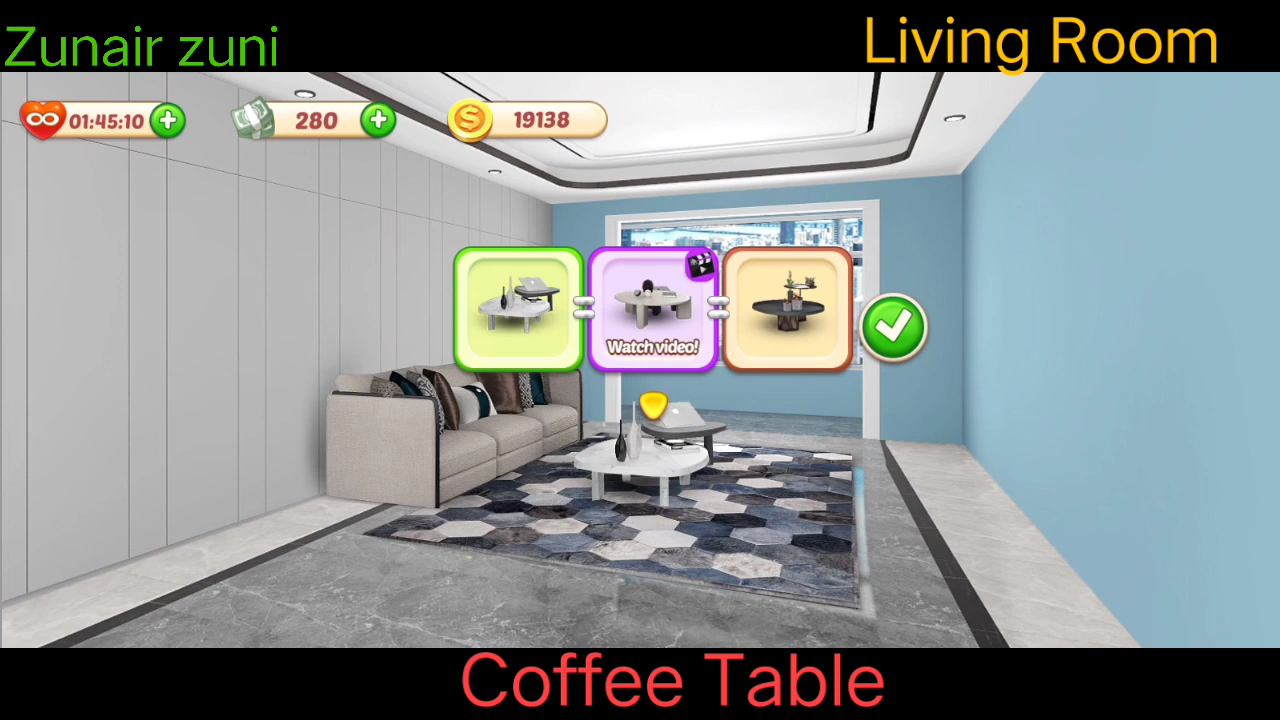 Zunair zuni
Living Room
01:45:10
280
19138
Watch video!
Coffee Table